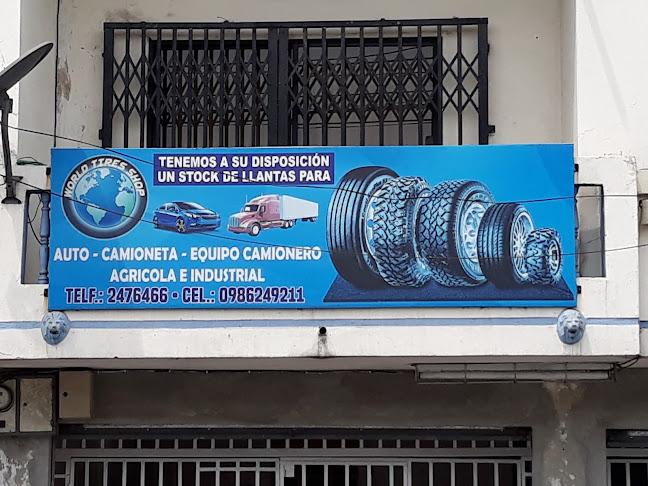 WORLD TIRES SHOP
TENEMOS A SU DISPOSICIÓN
UN STOCK DE LLANTAS PARA
AUTO - CAMIONETA - EQUIPO CAMIONERO
AGRICOLA E INDUSTRIAL
TELF.: 2476466 • CEL.: 0986249211